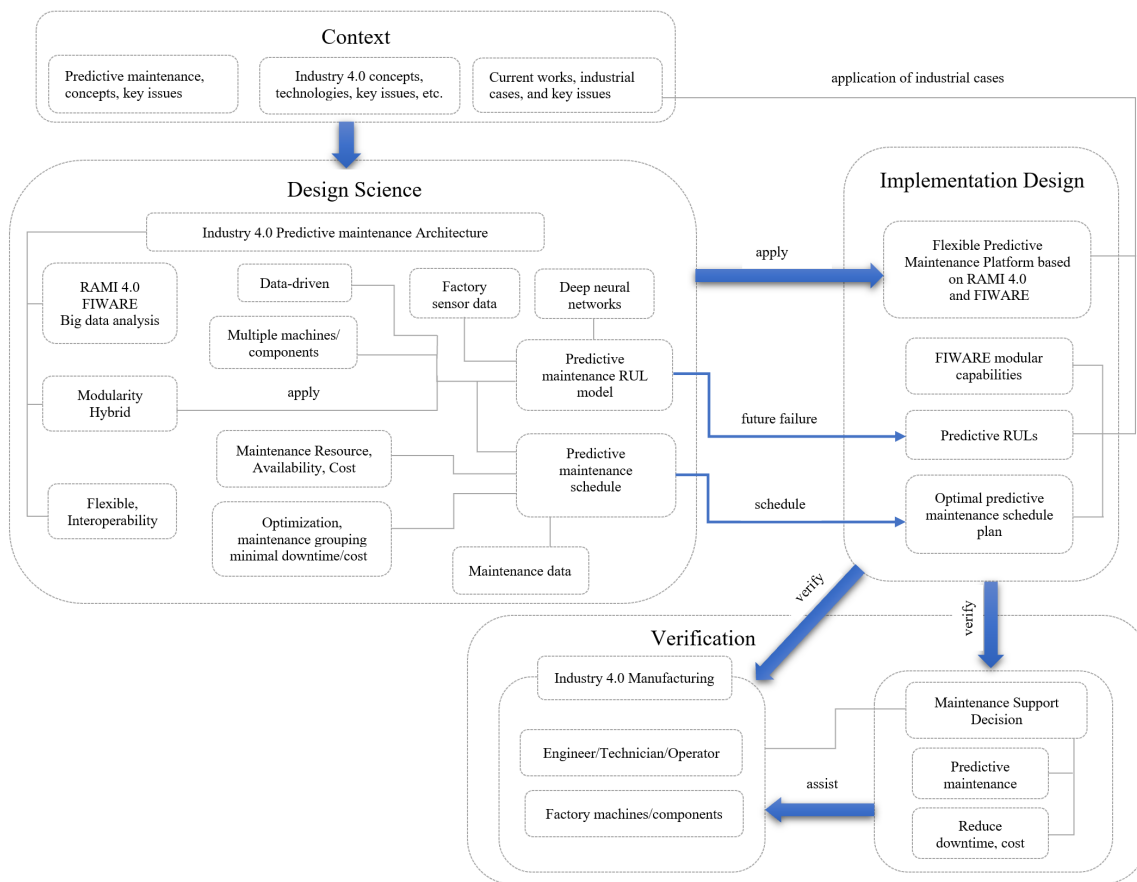 Context
Predictive maintenance,
concepts, key issues
Industry 4.0 concepts,
technologies, key issues, etc.
Current works, industrial
cases, and key issues
application of industrial cases
Design Science
Industry 4.0 Predictive maintenance Architecture
RAMI 4.0
FIWARE
Big data analysis
Data-driven
Factory
sensor data
Deep neural
networks
Multiple machines/
components
Predictive
maintenance RUL
model
Modularity
Hybrid
apply
Maintenance Resource,
Availability, Cost
Predictive
maintenance
schedule
Flexible,
Interoperability
Optimization,
maintenance grouping
minimal downtime/cost
Maintenance data
apply
future failure
schedule
Implementation Design
Flexible Predictive
Maintenance Platform based
on RAMI 4.0
and FIWARE
FIWARE modular
capabilities
Predictive RULs
Optimal predictive
maintenance schedule
plan
verify
verify
Verification
Industry 4.0 Manufacturing
Engineer/Technician/Operator
Factory machines/components
assist
Maintenance Support
Decision
Predictive
maintenance
Reduce
downtime, cost